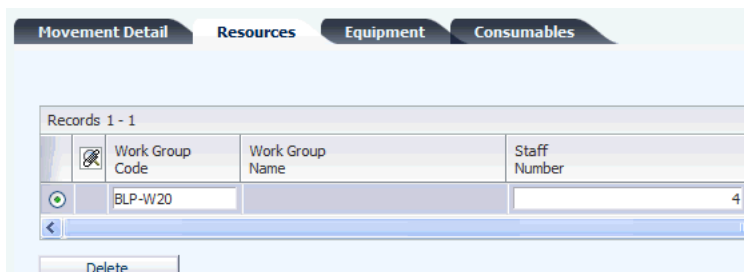 Movement Detail Resources Equipment Consumables
Records 1 - 1
Work Group Code Work Group Name Staff Number
BLP-W20 4
Delete